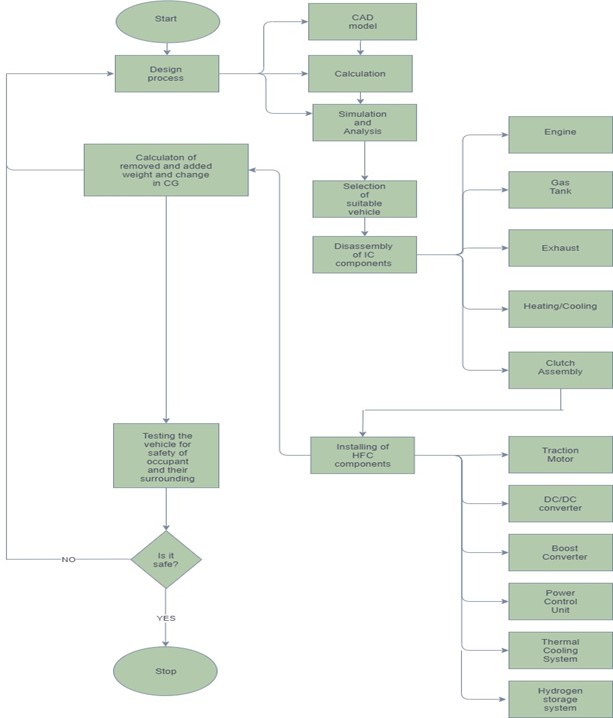 Start
Design
process
CAD
model
Calculation
Simulation
and
Analysis
Selection
of
suitable
vehicle
Disassembly
of IC
components
Engine
Gas
Tank
Exhaust
Heating/Cooling
Clutch
Assembly
Installing of
HFC
components
Traction
Motor
DC/DC
converter
Boost
Converter
Power
Control
Unit
Thermal
Cooling
System
Hydrogen
storage
system
Calculaton of
removed and added
weight and change
in CG
Testing the
vehicle for
safety of
occupant
and their
surrounding
Is it
safe?
NO
YES
Stop